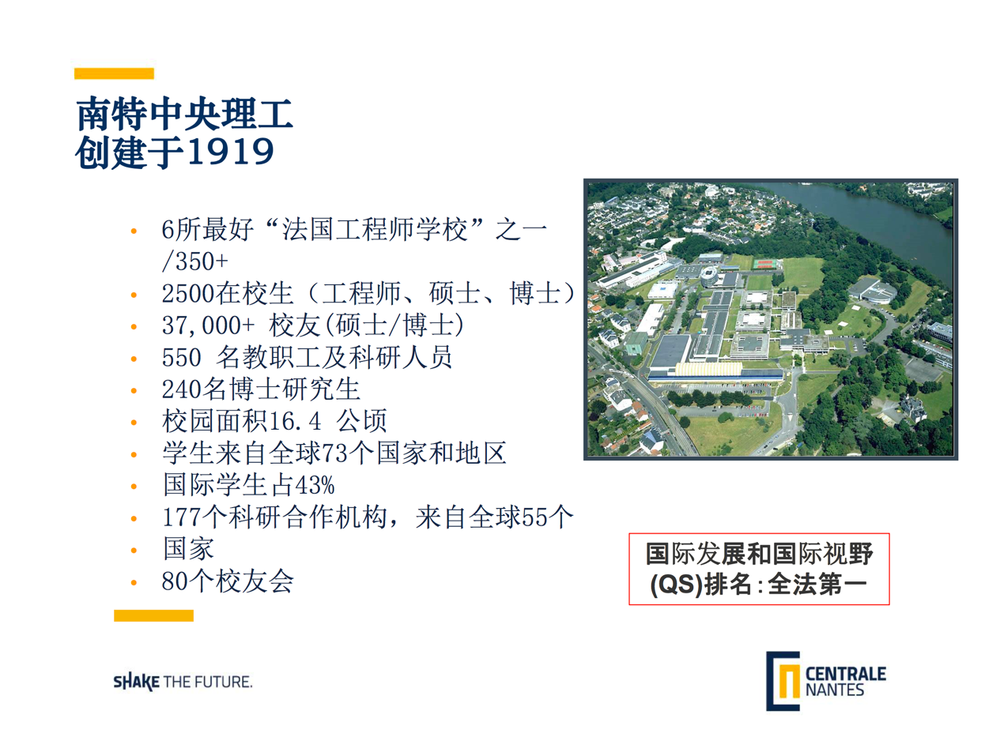 南特中央理工
创建于1919
• 6所最好“法国工程师学校”之一
/350+
• 2500在校生（工程师、硕士、博士）
• 37,000+ 校友(硕士/博士)
• 550 名教职工及科研人员
• 240名博士研究生
• 校园面积16.4 公顷
• 学生来自全球73个国家和地区
• 国际学生占43%
• 177个科研合作机构，来自全球55个
• 国家
• 80个校友会
国际发展和国际视野
(QS)排名:全法第一
SHAKE THE FUTURE.
CENTRALE
NANTES